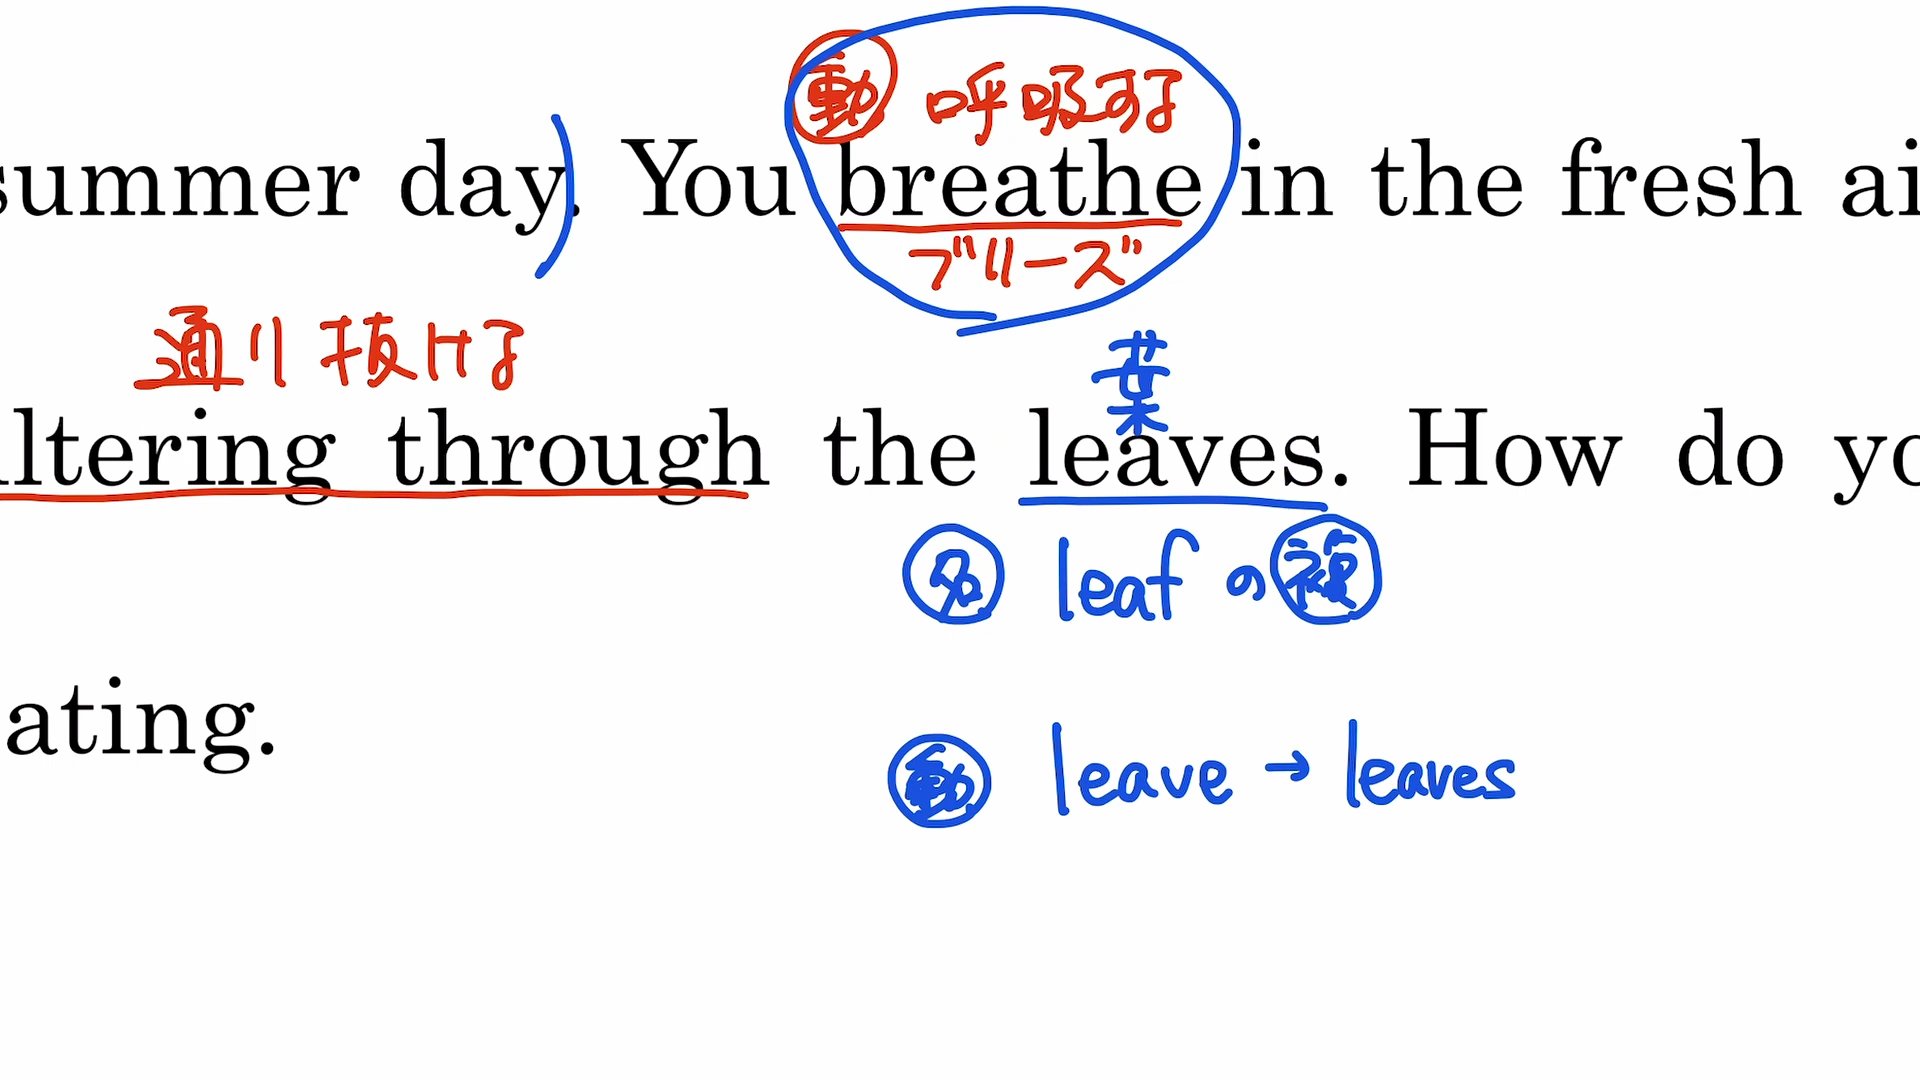 動 呼吸する
summer day. You breathe in the fresh ai
ブリーズ
通り抜ける
葉
ltering through the leaves. How do yo
名 leaf の 複
ating.
動 leave → leaves